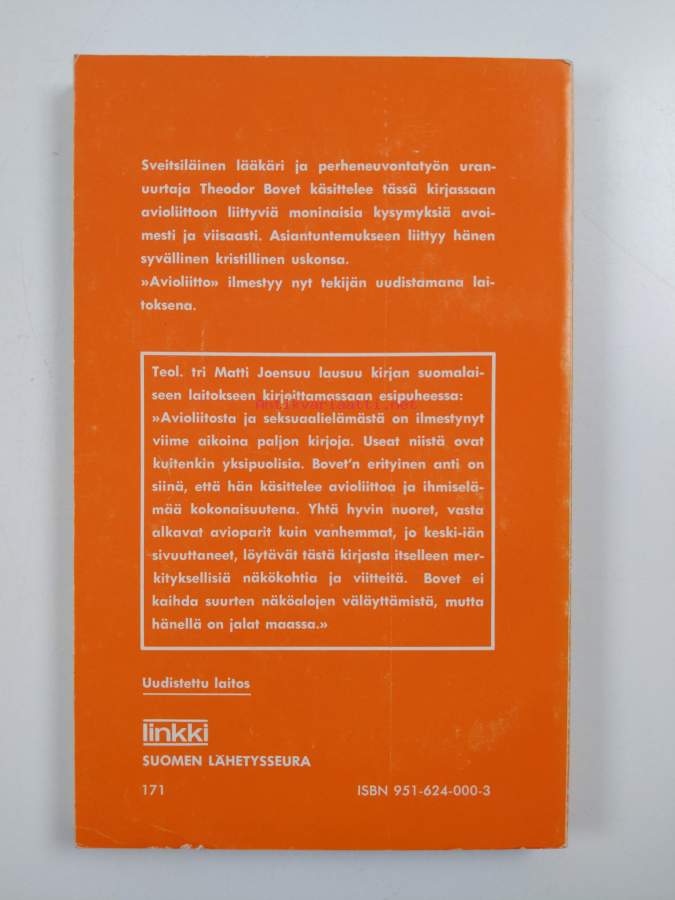 Sveitsiläinen lääkäri ja perheneuvontatyön uran-
uurtaja Theodor Bovet käsittelee tässä kirjassaan
avioliittoon liittyviä moninaisia kysymyksiä avoi-
mesti ja viisaasti. Asiantuntemukseen liittyy hänen
syvällinen kristillinen uskonsa.
»Avioliitto» ilmestyy nyt tekijän uudistamana lai-
toksena.
Teol. tri Matti Joensuu lausuu kirjan suomalai-
seen laitokseen kirjoittamassaan esipuheessa:
antikvariaatti.net
»Avioliitosta ja seksuaalielämästä on ilmestynyt
viime aikoina paljon kirjoja. Useat niistä ovat
kuitenkin yksipuolisia. Bovet'n erityinen anti on
siinä, että hän käsittelee avioliittoa ja ihmiselä-
mää kokonaisuutena. Yhtä hyvin nuoret, vasta
alkavat avioparit kuin vanhemmat, jo keski-iän
sivuuttaneet, löytävät tästä kirjasta itselleen mer-
kityksellisiä näkökohtia ja viitteitä. Bovet ei
kaihda suurten näköalojen väläyttämistä, mutta
hänellä on jalat maassa.»
Uudistettu laitos
linkki
SUOMEN LÄHETYSSEURA
171 ISBN 951-624-000-3